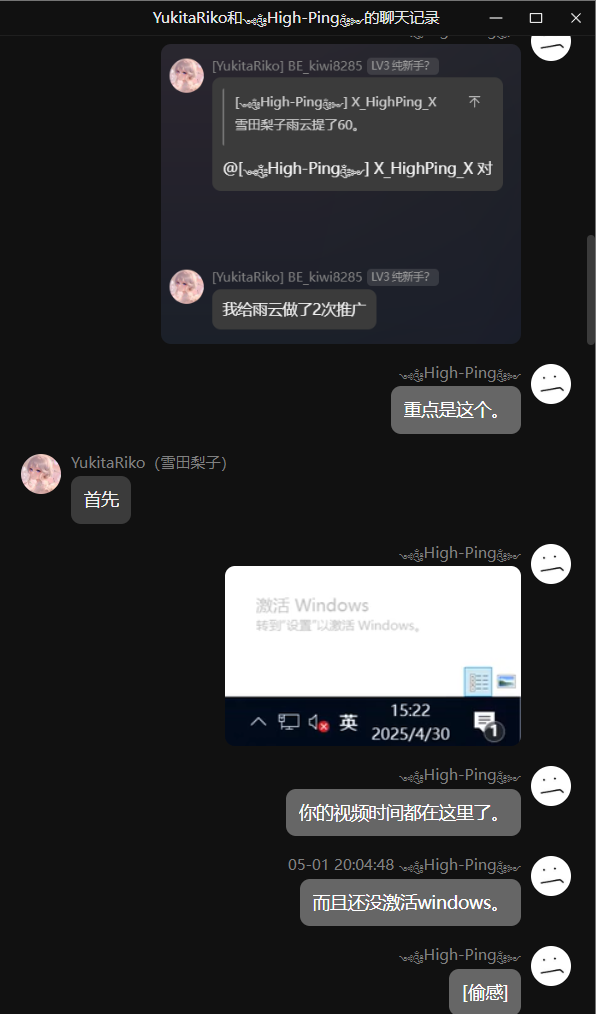 YukitaRiko和꧁High-Ping꧂的聊天记录
[YukitaRiko] BE_kiwi8285 LV3 纯新手?
[꧁High-Ping꧂] X_HighPing_X
雪田梨子雨云提了60。
@[꧁High-Ping꧂] X_HighPing_X 对
[YukitaRiko] BE_kiwi8285 LV3 纯新手?
我给雨云做了2次推广
꧁High-Ping꧂
重点是这个。
YukitaRiko（雪田梨子）
首先
꧁High-Ping꧂
激活 Windows
转到"设置"以激活 Windows。
英
15:22
2025/4/30
1
꧁High-Ping꧂
你的视频时间都在这里了。
05-01 20:04:48 ꧁High-Ping꧂
而且还没激活windows。
꧁High-Ping꧂
[偷感]